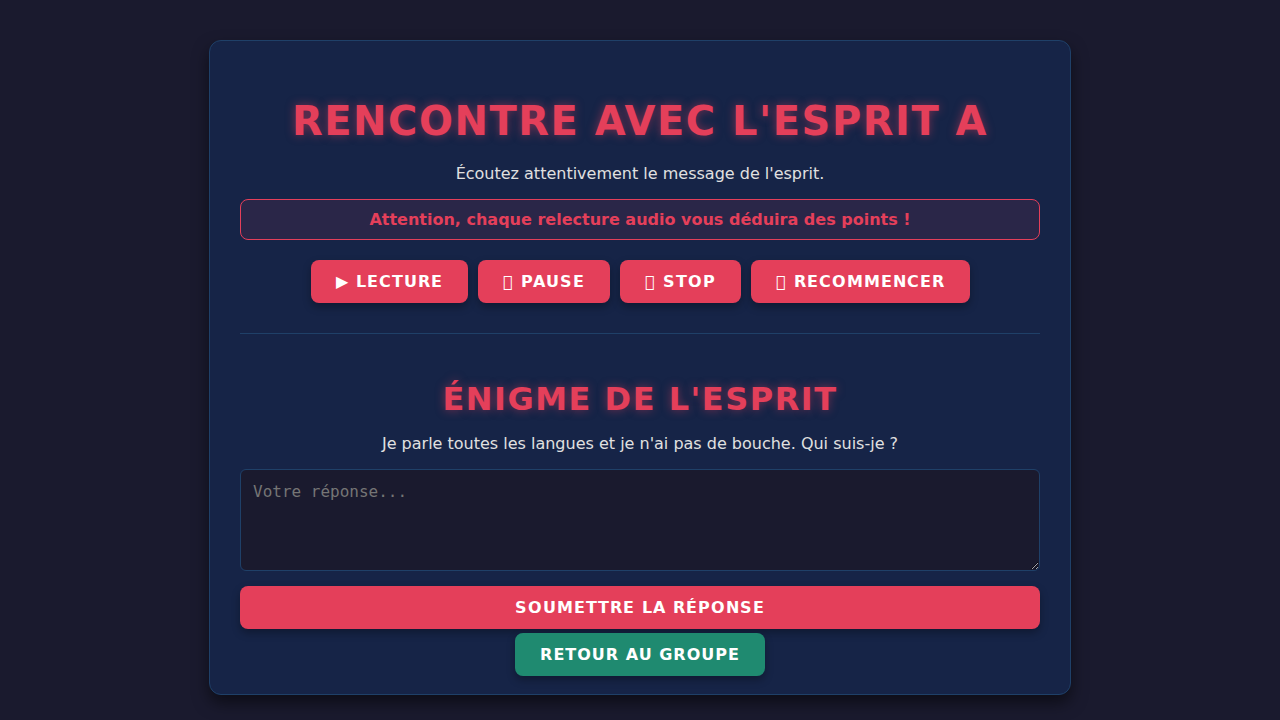 RENCONTRE AVEC L'ESPRIT A
Écoutez attentivement le message de l'esprit.
Attention, chaque relecture audio vous déduira des points !
▶ LECTURE
PAUSE
STOP
RECOMMENCER
ÉNIGME DE L'ESPRIT
Je parle toutes les langues et je n'ai pas de bouche. Qui suis-je ?
Votre réponse...
SOUMETTRE LA RÉPONSE
RETOUR AU GROUPE